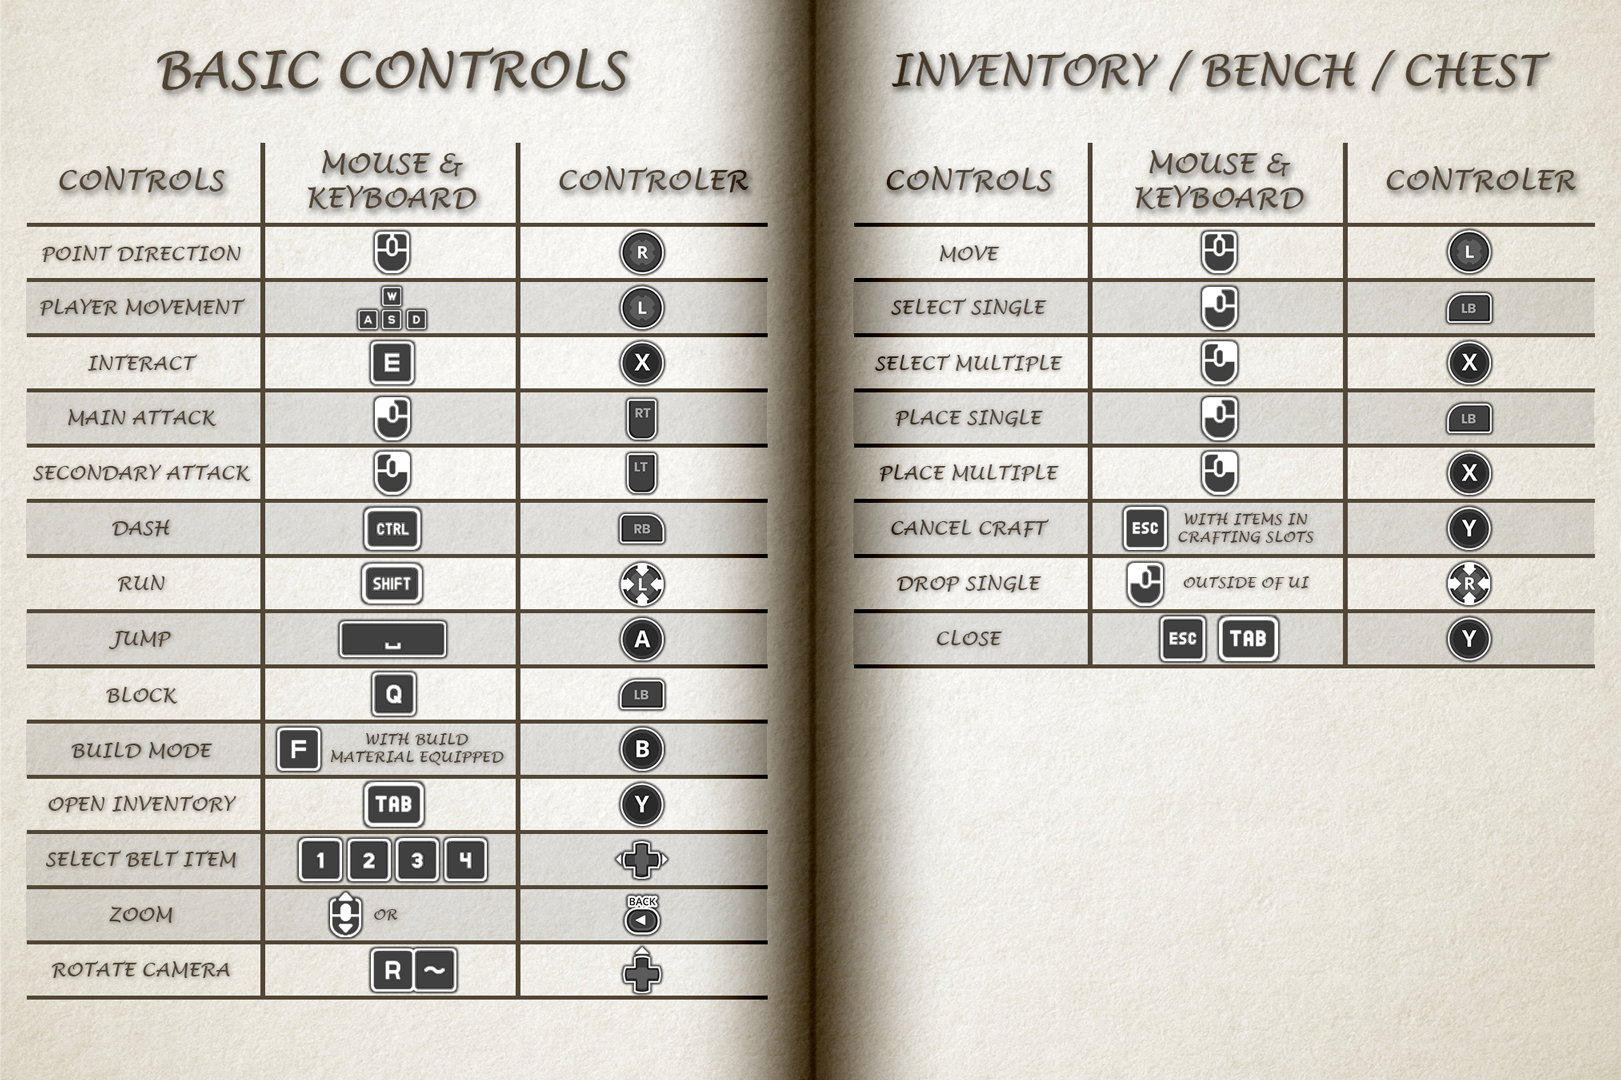 BASIC CONTROLS
CONTROLS
MOUSE &
KEYBOARD
CONTROLER
POINT DIRECTION
R
PLAYER MOVEMENT
W
A S D
L
INTERACT
E
X
MAIN ATTACK
RT
SECONDARY ATTACK
LT
DASH
CTRL
RB
RUN
SHIFT
L
JUMP
A
BLOCK
Q
LB
BUILD MODE
F
WITH BUILD
MATERIAL EQUIPPED
B
OPEN INVENTORY
TAB
Y
SELECT BELT ITEM
1 2 3 4
ZOOM
OR
BACK
ROTATE CAMERA
R ~
INVENTORY / BENCH / CHEST
CONTROLS
MOUSE &
KEYBOARD
CONTROLER
MOVE
L
SELECT SINGLE
LB
SELECT MULTIPLE
X
PLACE SINGLE
LB
PLACE MULTIPLE
X
CANCEL CRAFT
ESC
WITH ITEMS IN
CRAFTING SLOTS
Y
DROP SINGLE
OUTSIDE OF UI
R
CLOSE
ESC TAB
Y